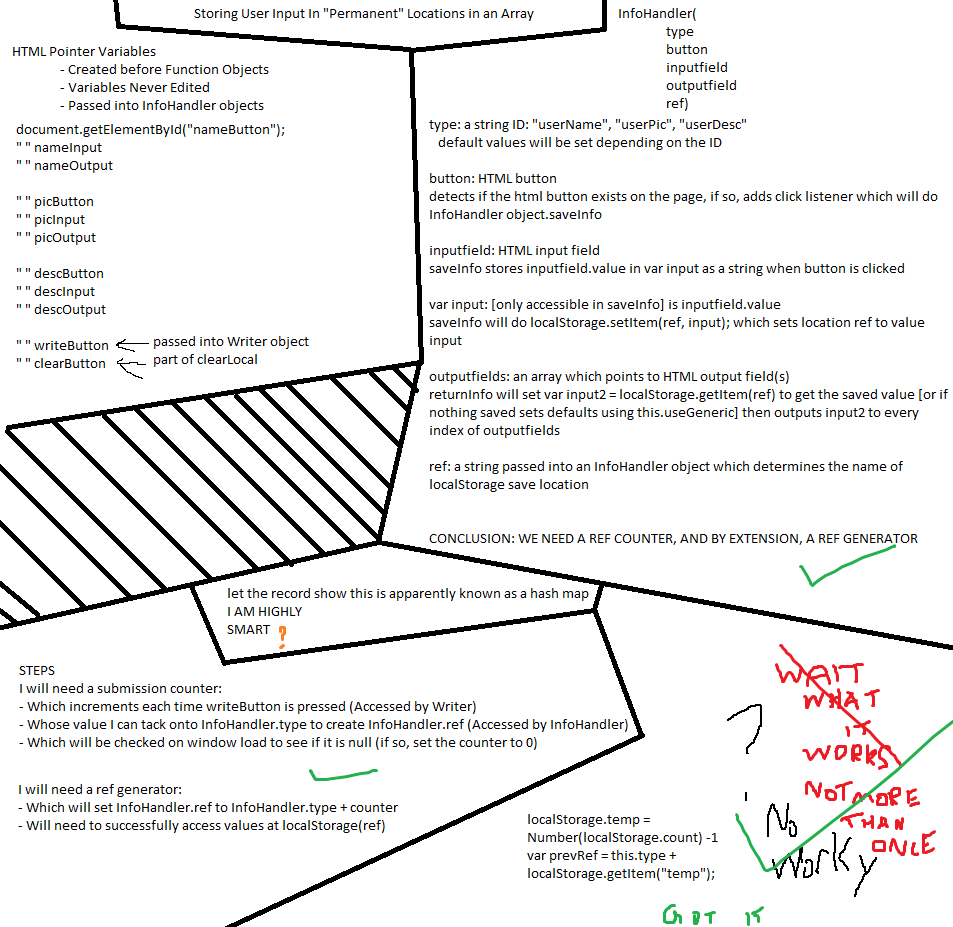 Storing User Input In "Permanent" Locations in an Array
HTML Pointer Variables
- Created before Function Objects
- Variables Never Edited
- Passed into InfoHandler objects
document.getElementById("nameButton");
" " nameInput
" " nameOutput
" " picButton
" " picInput
" " picOutput
" " descButton
" " descInput
" " descOutput
" " writeButton
passed into Writer object
" " clearButton
part of clearLocal
InfoHandler(
type
button
inputfield
outputfield
ref)
type: a string ID: "userName", "userPic", "userDesc"
default values will be set depending on the ID
button: HTML button
detects if the html button exists on the page, if so, adds click listener which will do
InfoHandler object.saveInfo
inputfield: HTML input field
saveInfo stores inputfield.value in var input as a string when button is clicked
var input: [only accessible in saveInfo] is inputfield.value
saveInfo will do localStorage.setItem(ref, input); which sets location ref to value
input
outputfields: an array which points to HTML output field(s)
returnInfo will set var input2 = localStorage.getItem(ref) to get the saved value [or if
nothing saved sets defaults using this.useGeneric] then outputs input2 to every
index of outputfields
ref: a string passed into an InfoHandler object which determines the name of
localStorage save location
CONCLUSION: WE NEED A REF COUNTER, AND BY EXTENSION, A REF GENERATOR
let the record show this is apparently known as a hash map
I AM HIGHLY
SMART ?
STEPS
I will need a submission counter:
- Which increments each time writeButton is pressed (Accessed by Writer)
- Whose value I can tack onto InfoHandler.type to create InfoHandler.ref (Accessed by InfoHandler)
- Which will be checked on window load to see if it is null (if so, set the counter to 0)
I will need a ref generator:
- Which will set InfoHandler.ref to InfoHandler.type + counter
- Will need to successfully access values at localStorage(ref)
localStorage.temp =
Number(localStorage.count) -1
var prevRef = this.type +
localStorage.getItem("temp");
?
No
Worky
WAIT
WHAT
IT
WORKS
NOT MORE
THAN
ONCE
GOT IT